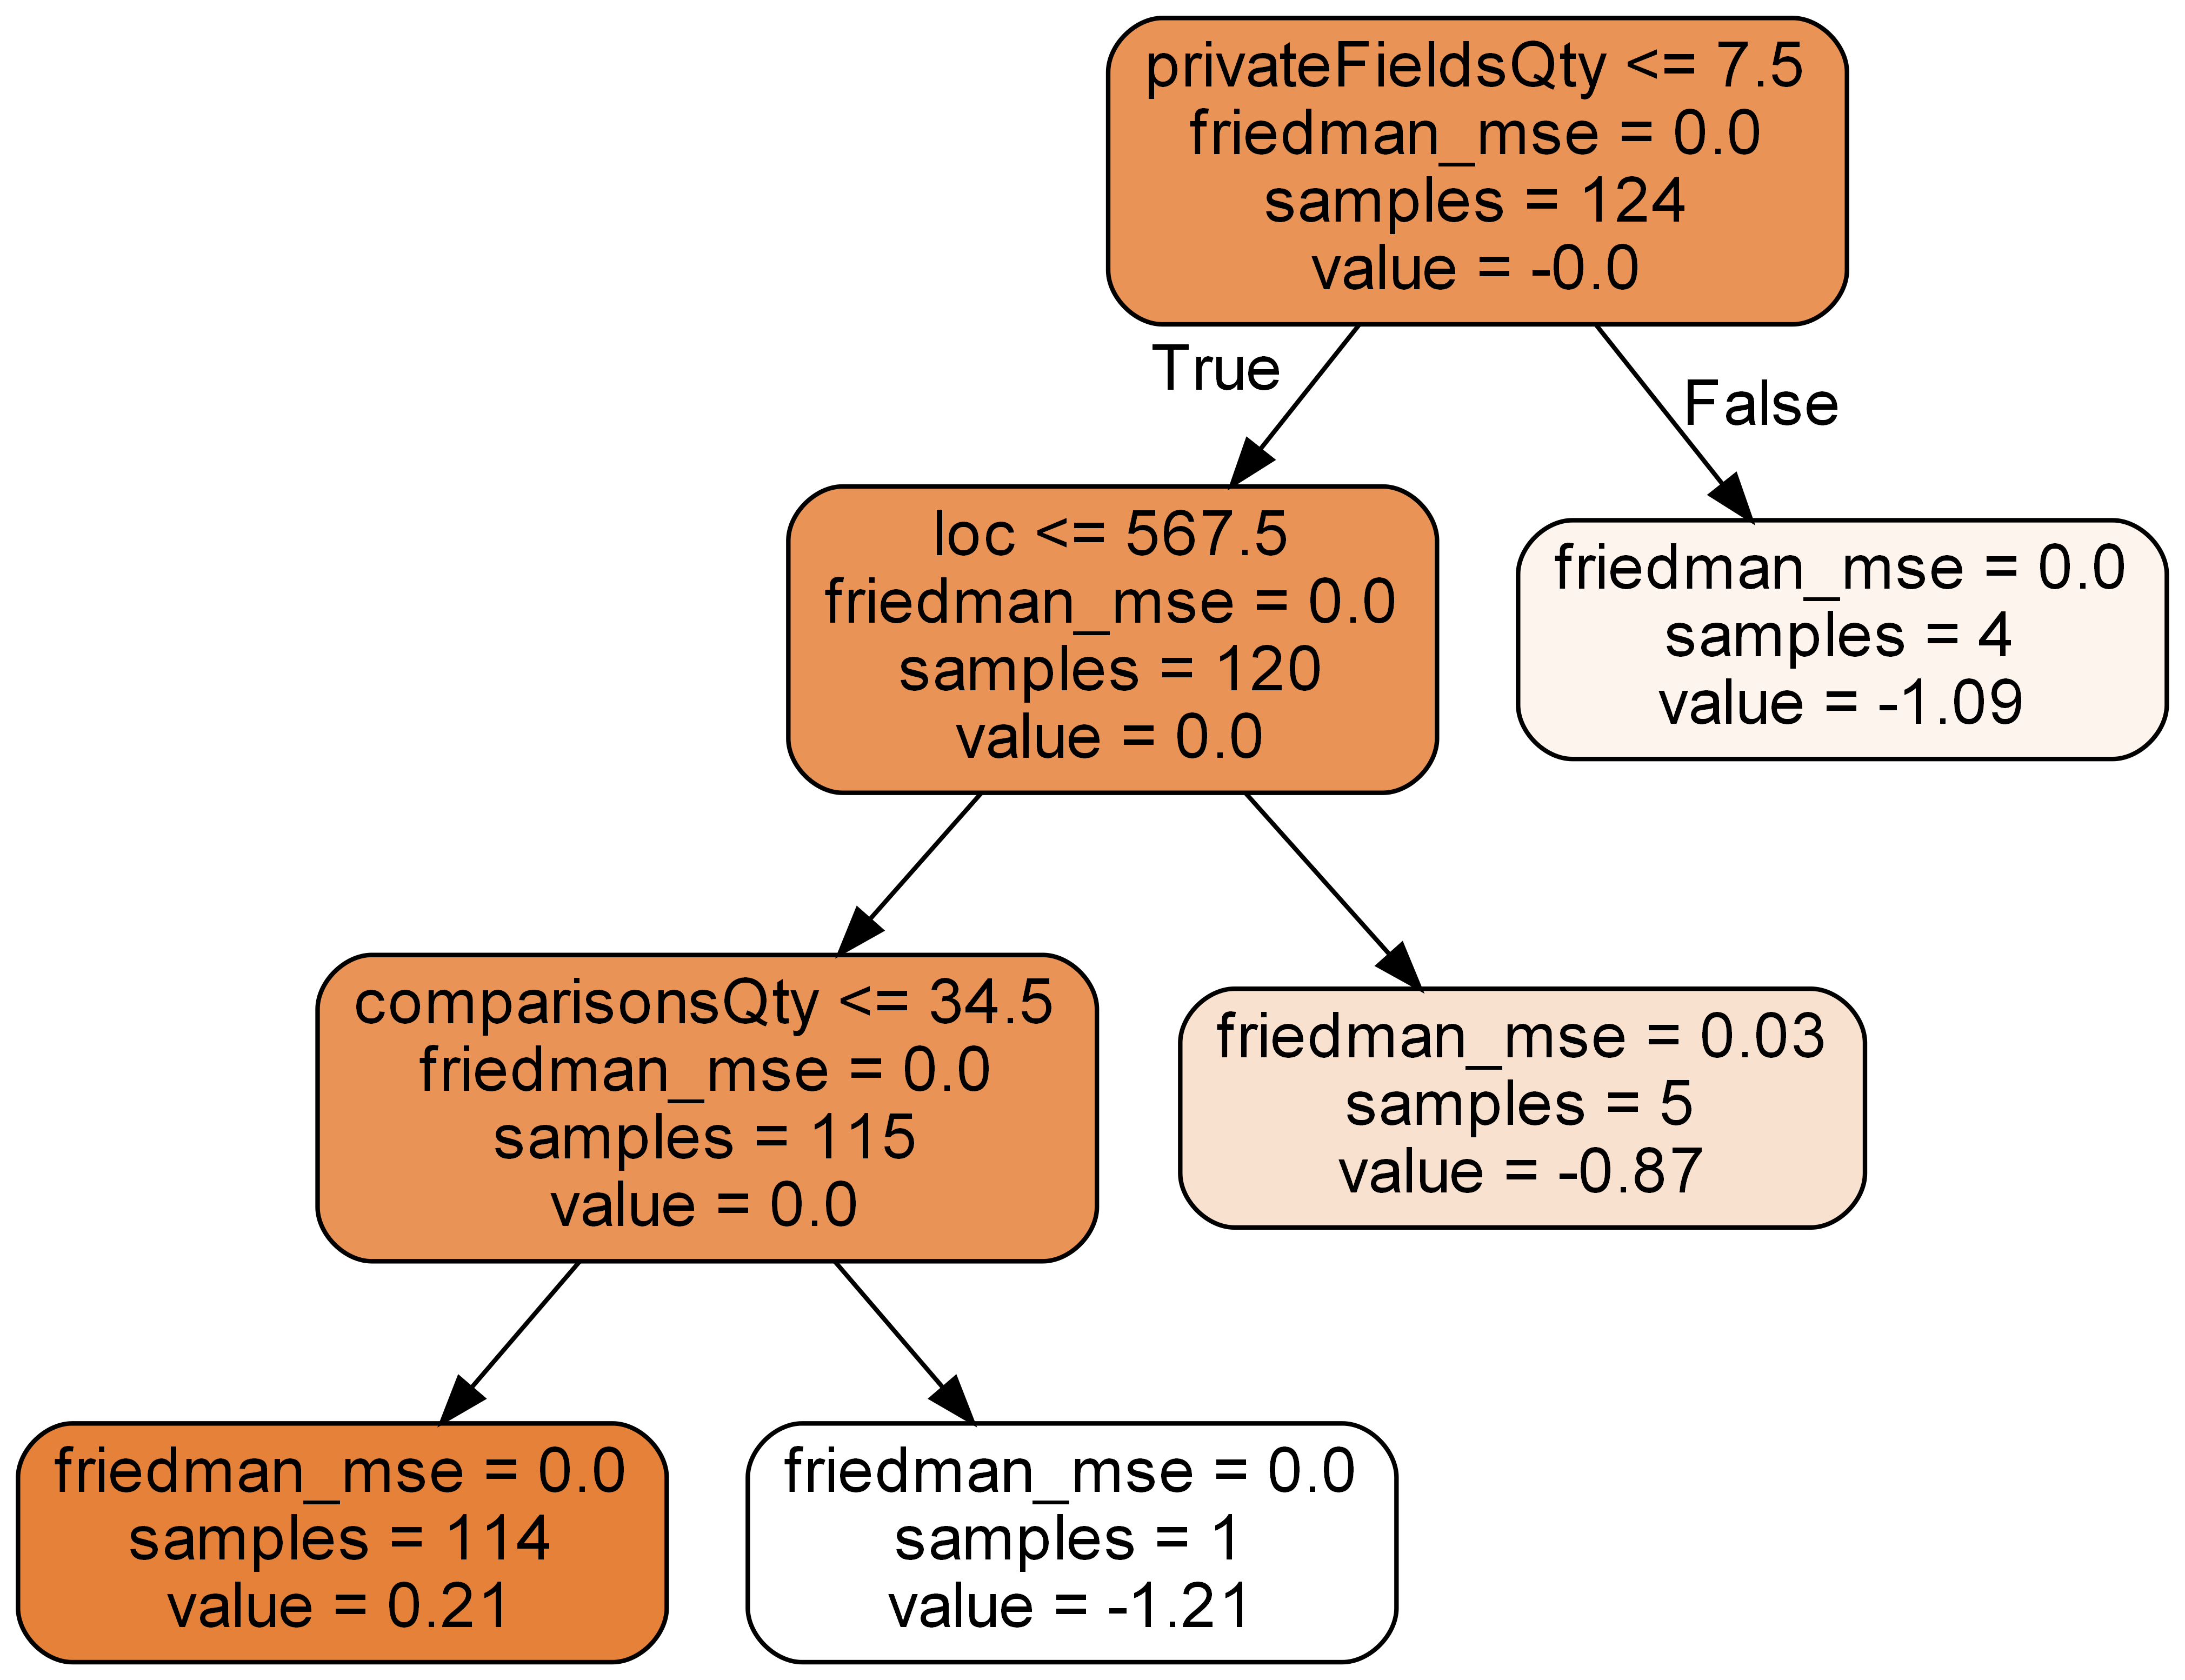 privateFieldsQty <= 7.5
friedman_mse = 0.0
samples = 124
value = -0.0
True
False
loc <= 567.5
friedman_mse = 0.0
samples = 120
value = 0.0
friedman_mse = 0.0
samples = 4
value = -1.09
comparisonsQty <= 34.5
friedman_mse = 0.0
samples = 115
value = 0.0
friedman_mse = 0.03
samples = 5
value = -0.87
friedman_mse = 0.0
samples = 114
value = 0.21
friedman_mse = 0.0
samples = 1
value = -1.21